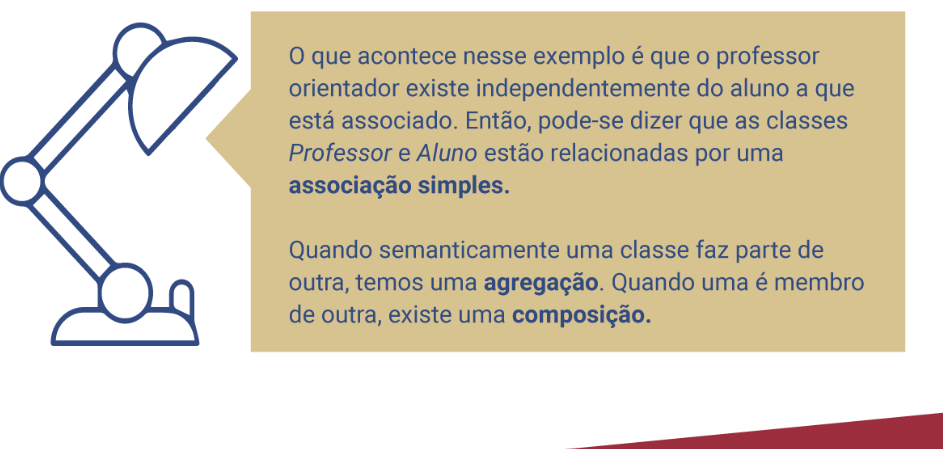 O que acontece nesse exemplo é que o professor
orientador existe independentemente do aluno a que
está associado. Então, pode-se dizer que as classes
Professor e Aluno estão relacionadas por uma
associação simples.
Quando semanticamente uma classe faz parte de
outra, temos uma agregação. Quando uma é membro
de outra, existe uma composição.